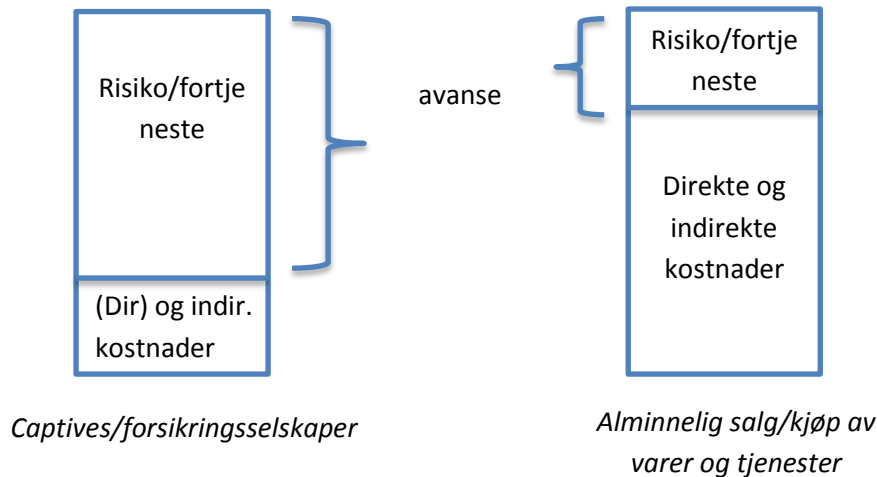 Risiko/fortje
neste
(Dir) og indir.
kostnader
Captives/forsikringsselskaper
avanse
Risiko/fortje
neste
Direkte og
indirekte
kostnader
Alminnelig salg/kjøp av
varer og tjenester